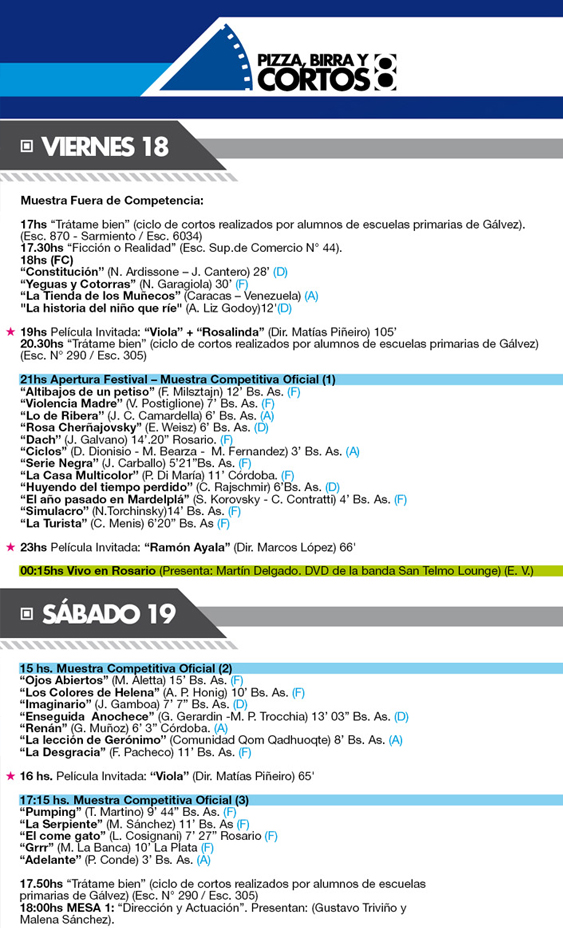 PIZZA, BIRRA Y
CORTOS 8
VIERNES 18
Muestra Fuera de Competencia:
17hs “Trátame bien” (ciclo de cortos realizados por alumnos de escuelas primarias de Gálvez).
(Esc. 870 - Sarmiento / Esc. 6034)
17.30hs “Ficción o Realidad” (Esc. Sup.de Comercio N° 44).
18hs (FC)
“Constitución” (N. Ardissone – J. Cantero) 28’ (D)
“Yeguas y Cotorras” (N. Garagiola) 30’ (F)
“La Tienda de los Muñecos” (Caracas – Venezuela) (A)
"La historia del niño que ríe" (A. Liz Godoy)12'(D)
19hs Película Invitada: “Viola” + “Rosalinda” (Dir. Matías Piñeiro) 105’
20.30hs “Trátame bien” (ciclo de cortos realizados por alumnos de escuelas primarias de Gálvez)
(Esc. N° 290 / Esc. 305)
21hs Apertura Festival – Muestra Competitiva Oficial (1)
“Altibajos de un petiso” (F. Milsztajn) 12’ Bs. As. (F)
“Violencia Madre” (V. Postiglione) 7’ Bs. As. (F)
“Lo de Ribera” (J. C. Camardella) 6’ Bs. As. (A)
“Rosa Cherñajovsky” (E. Weisz) 6’ Bs. As. (D)
“Dach” (J. Galvano) 14’.20” Rosario. (F)
“Ciclos” (D. Dionisio - M. Bearza - M. Fernandez) 3’ Bs. As. (A)
“Serie Negra” (J. Carballo) 5’21”Bs. As. (F)
“La Casa Multicolor” (P. Di María) 11’ Córdoba. (F)
“Huyendo del tiempo perdido” (C. Rajschmir) 6’Bs. As. (D)
“El año pasado en Mardelplá” (S. Korovsky - C. Contratti) 4’ Bs. As. (F)
“Simulacro” (N.Torchinsky)14’ Bs. As. (F)
“La Turista” (C. Menis) 6’20” Bs. As (F)
23hs Película Invitada: “Ramón Ayala” (Dir. Marcos López) 66'
00:15hs Vivo en Rosario (Presenta: Martín Delgado. DVD de la banda San Telmo Lounge) (E. V.)
SÁBADO 19
15 hs. Muestra Competitiva Oficial (2)
“Ojos Abiertos” (M. Aletta) 15’ Bs. As. (F)
“Los Colores de Helena” (A. P. Honig) 10’ Bs. As. (F)
“Imaginario” (J. Gamboa) 7’ 7” Bs. As. (D)
“Enseguida Anochece” (G. Gerardin -M. P. Trocchia) 13’ 03” Bs. As. (D)
“Renán” (G. Muñoz) 6’ 3” Córdoba. (A)
“La lección de Gerónimo” (Comunidad Qom Qadhuoqte) 8’ Bs. As. (A)
“La Desgracia” (F. Pacheco) 11’ Bs. As. (F)
16 hs. Película Invitada: “Viola” (Dir. Matías Piñeiro) 65'
17:15 hs. Muestra Competitiva Oficial (3)
“Pumping” (T. Martino) 9’ 44” Bs. As. (F)
“La Serpiente” (M. Sánchez) 11’ Bs. As (F)
“El come gato” (L. Cosignani) 7’ 27” Rosario (F)
“Grrr” (M. La Banca) 10’ La Plata (F)
“Adelante” (P. Conde) 3’ Bs. As. (A)
17.50hs “Trátame bien” (ciclo de cortos realizados por alumnos de escuelas
primarias de Gálvez) (Esc. N° 290 / Esc. 305)
18:00hs MESA 1: “Dirección y Actuación”. Presentan: (Gustavo Triviño y
Malena Sánchez).